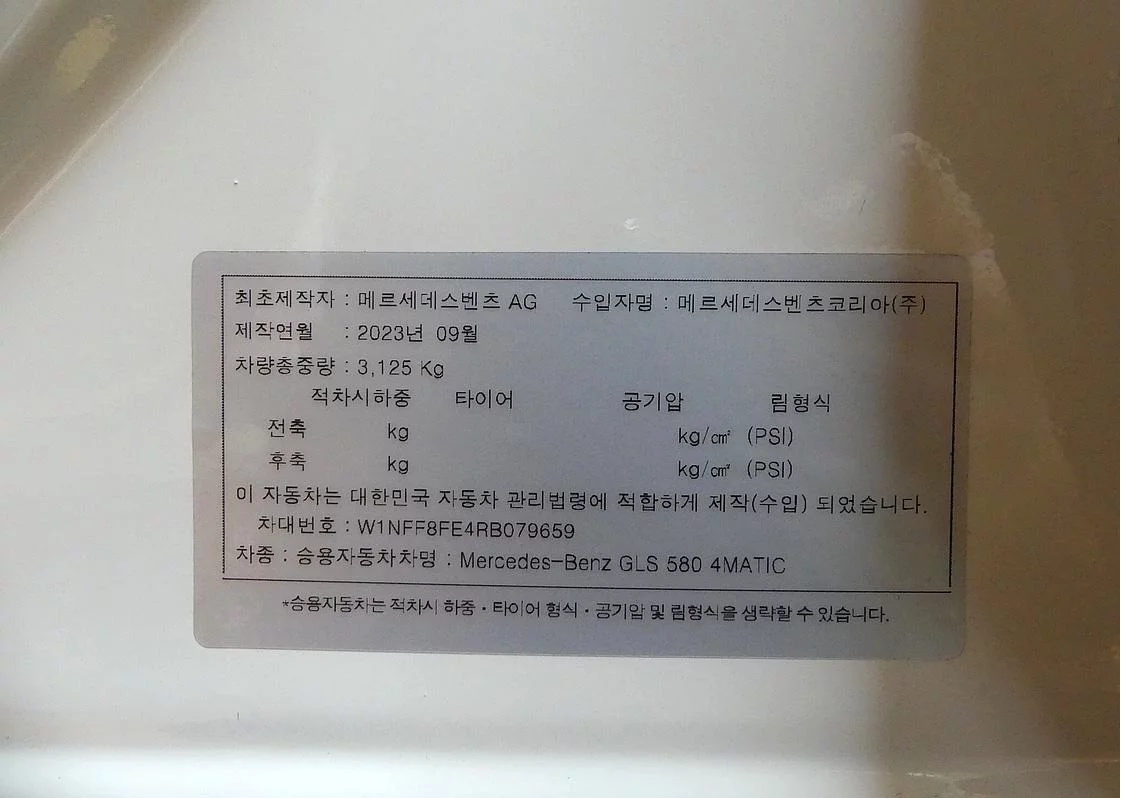 최초제작자 : 메르세데스벤츠 AG 수입자명 : 메르세데스벤츠코리아(주)
제작연월 : 2023년 09월
차량총중량 : 3,125 Kg
적차시하중 타이어 공기압 림형식
전축 kg kg/㎠ (PSI)
후축 kg kg/㎠ (PSI)
이 자동차는 대한민국 자동차 관리법령에 적합하게 제작(수입) 되었습니다.
차대번호 : W1NFF8FE4RB079659
차종 : 승용자동차차명 : Mercedes-Benz GLS 580 4MATIC
*승용자동차는 적차시 하중 · 타이어 형식 · 공기압 및 림형식을 생략할 수 있습니다.